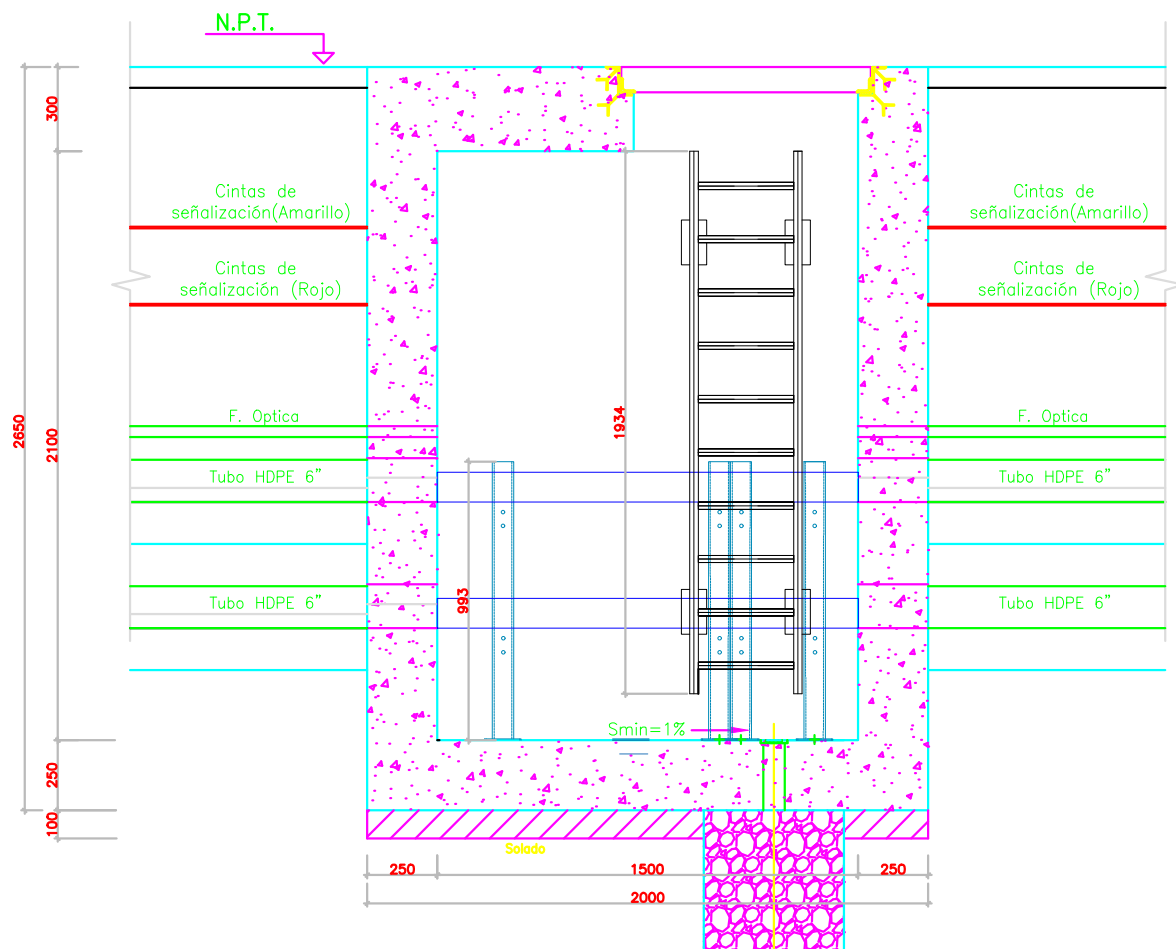 N.P.T.
300
Cintas de
señalización(Amarillo)
Cintas de
señalización(Amarillo)
Cintas de
señalización (Rojo)
Cintas de
señalización (Rojo)
F. Optica
F. Optica
2650
2100
1934
Tubo HDPE 6"
Tubo HDPE 6"
993
Tubo HDPE 6"
Tubo HDPE 6"
Smin=1%
250
100
Solado
250
1500
250
2000